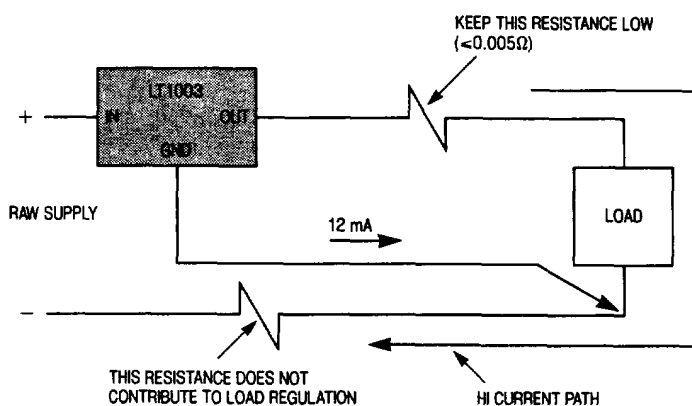 KEEP THIS RESISTANCE LOW
(≤0.005Ω)
LT1003
+
IN
OUT
GND
RAW SUPPLY
12 mA
LOAD
−
THIS RESISTANCE DOES NOT
CONTRIBUTE TO LOAD REGULATION
HI CURRENT PATH